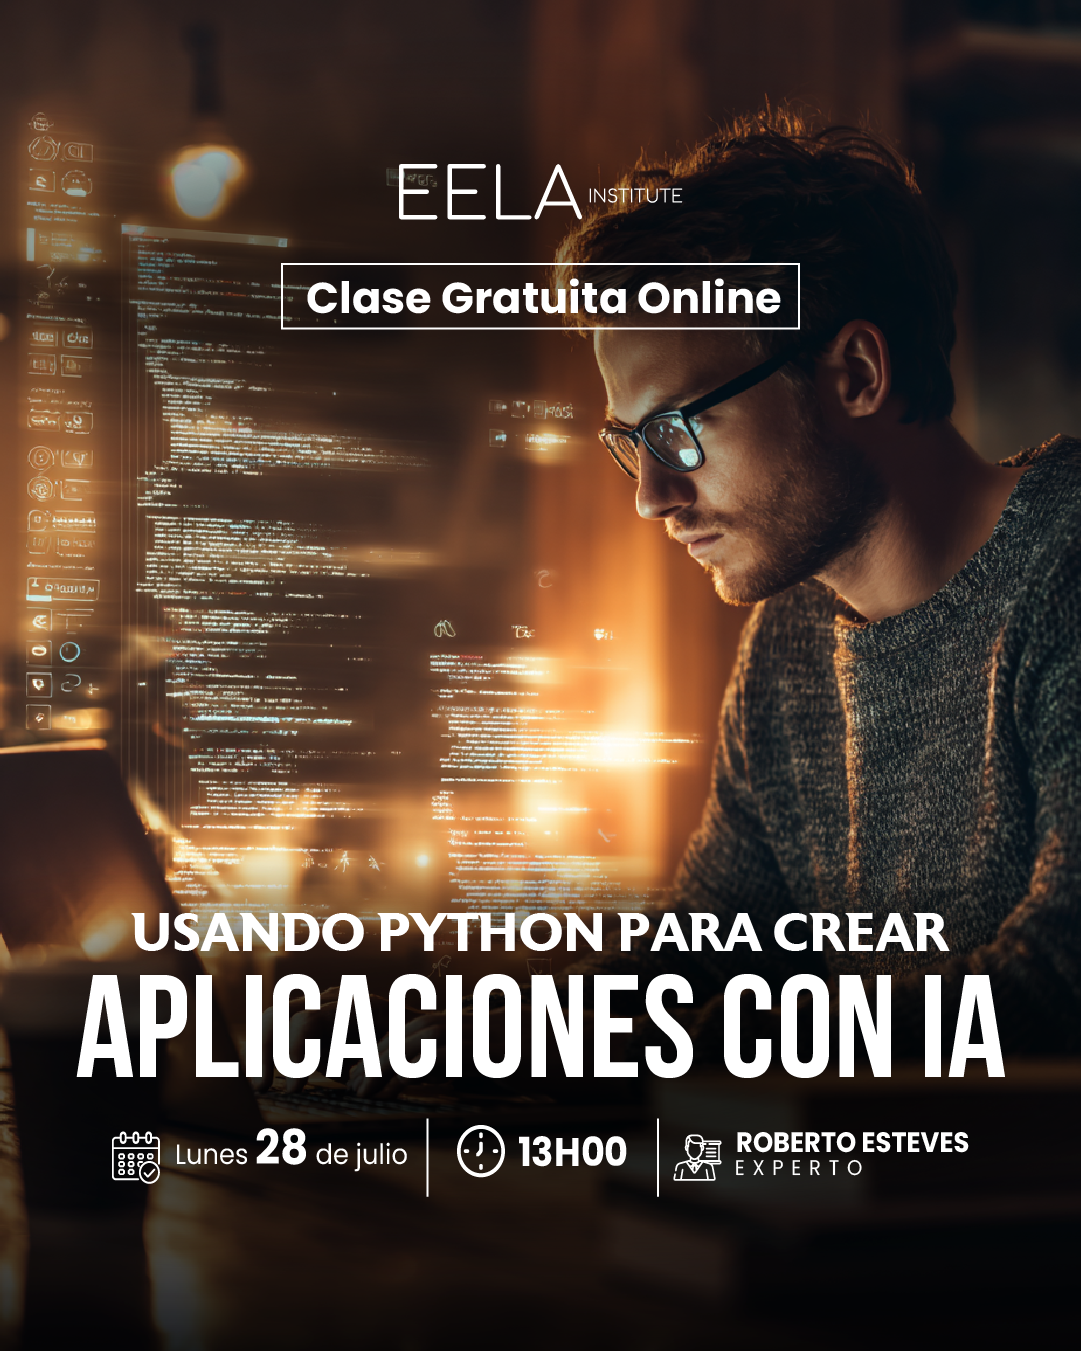 EELA INSTITUTE
Clase Gratuita Online
USANDO PYTHON PARA CREAR
APLICACIONES CON IA
Lunes 28 de julio
13H00
ROBERTO ESTEVES
EXPERTO